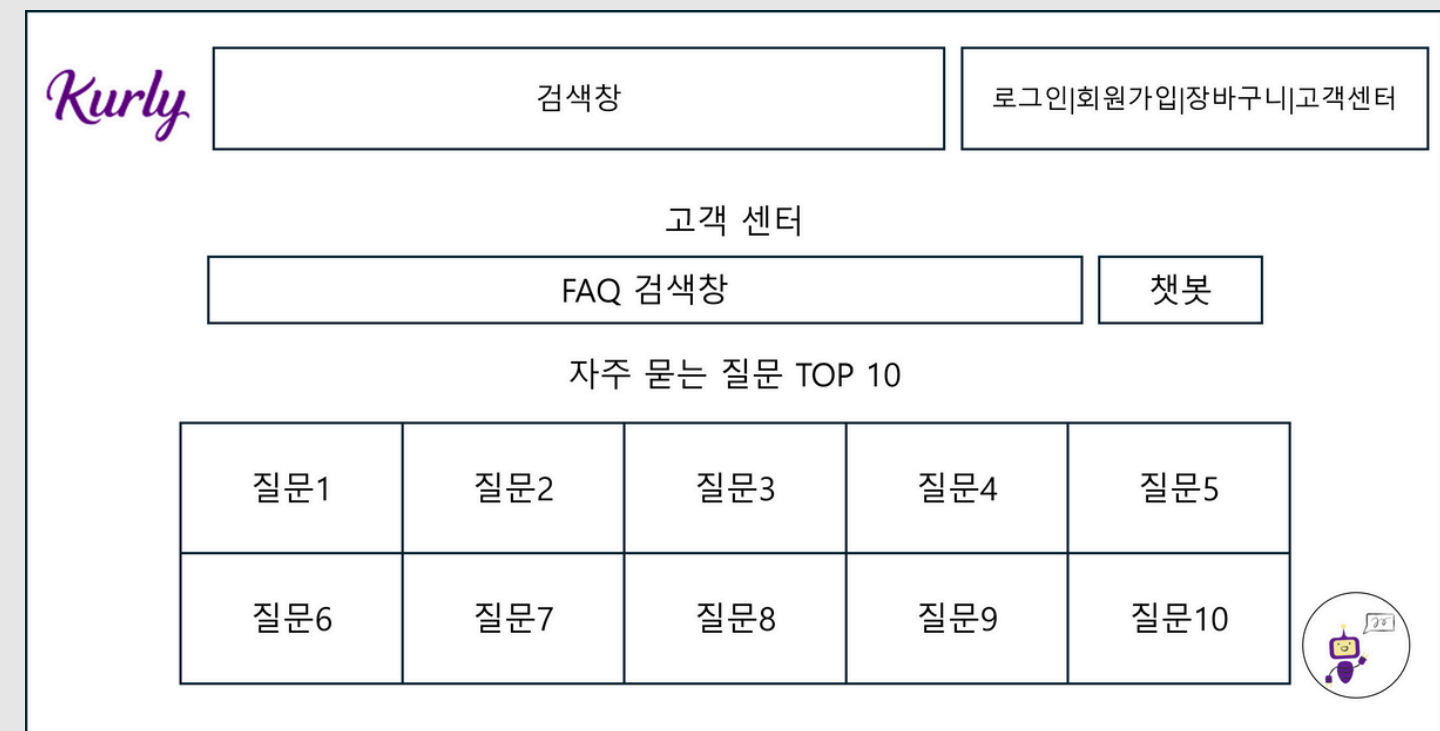 Kurly 검색창 로그인|회원가입|장바구니|고객센터
고객 센터
FAQ 검색창 챗봇
자주 묻는 질문 TOP 10
질문1 질문2 질문3 질문4 질문5
질문6 질문7 질문8 질문9 질문10